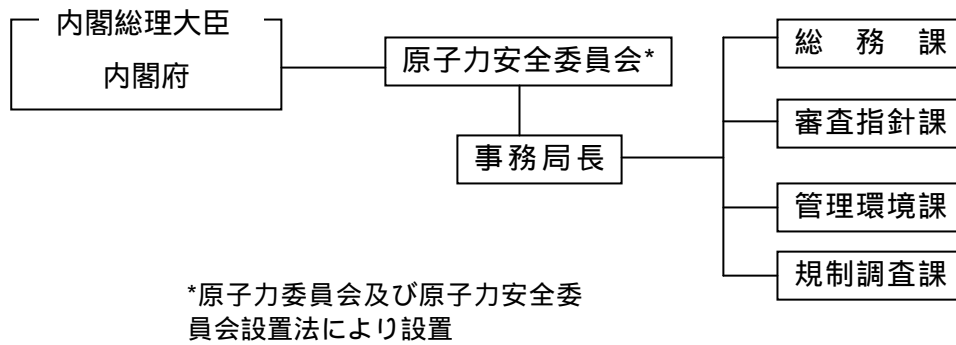 内閣総理大臣
内閣府
原子力安全委員会*
事務局長
総務課
審査指針課
管理環境課
規制調査課
*原子力委員会及び原子力安全委
員会設置法により設置